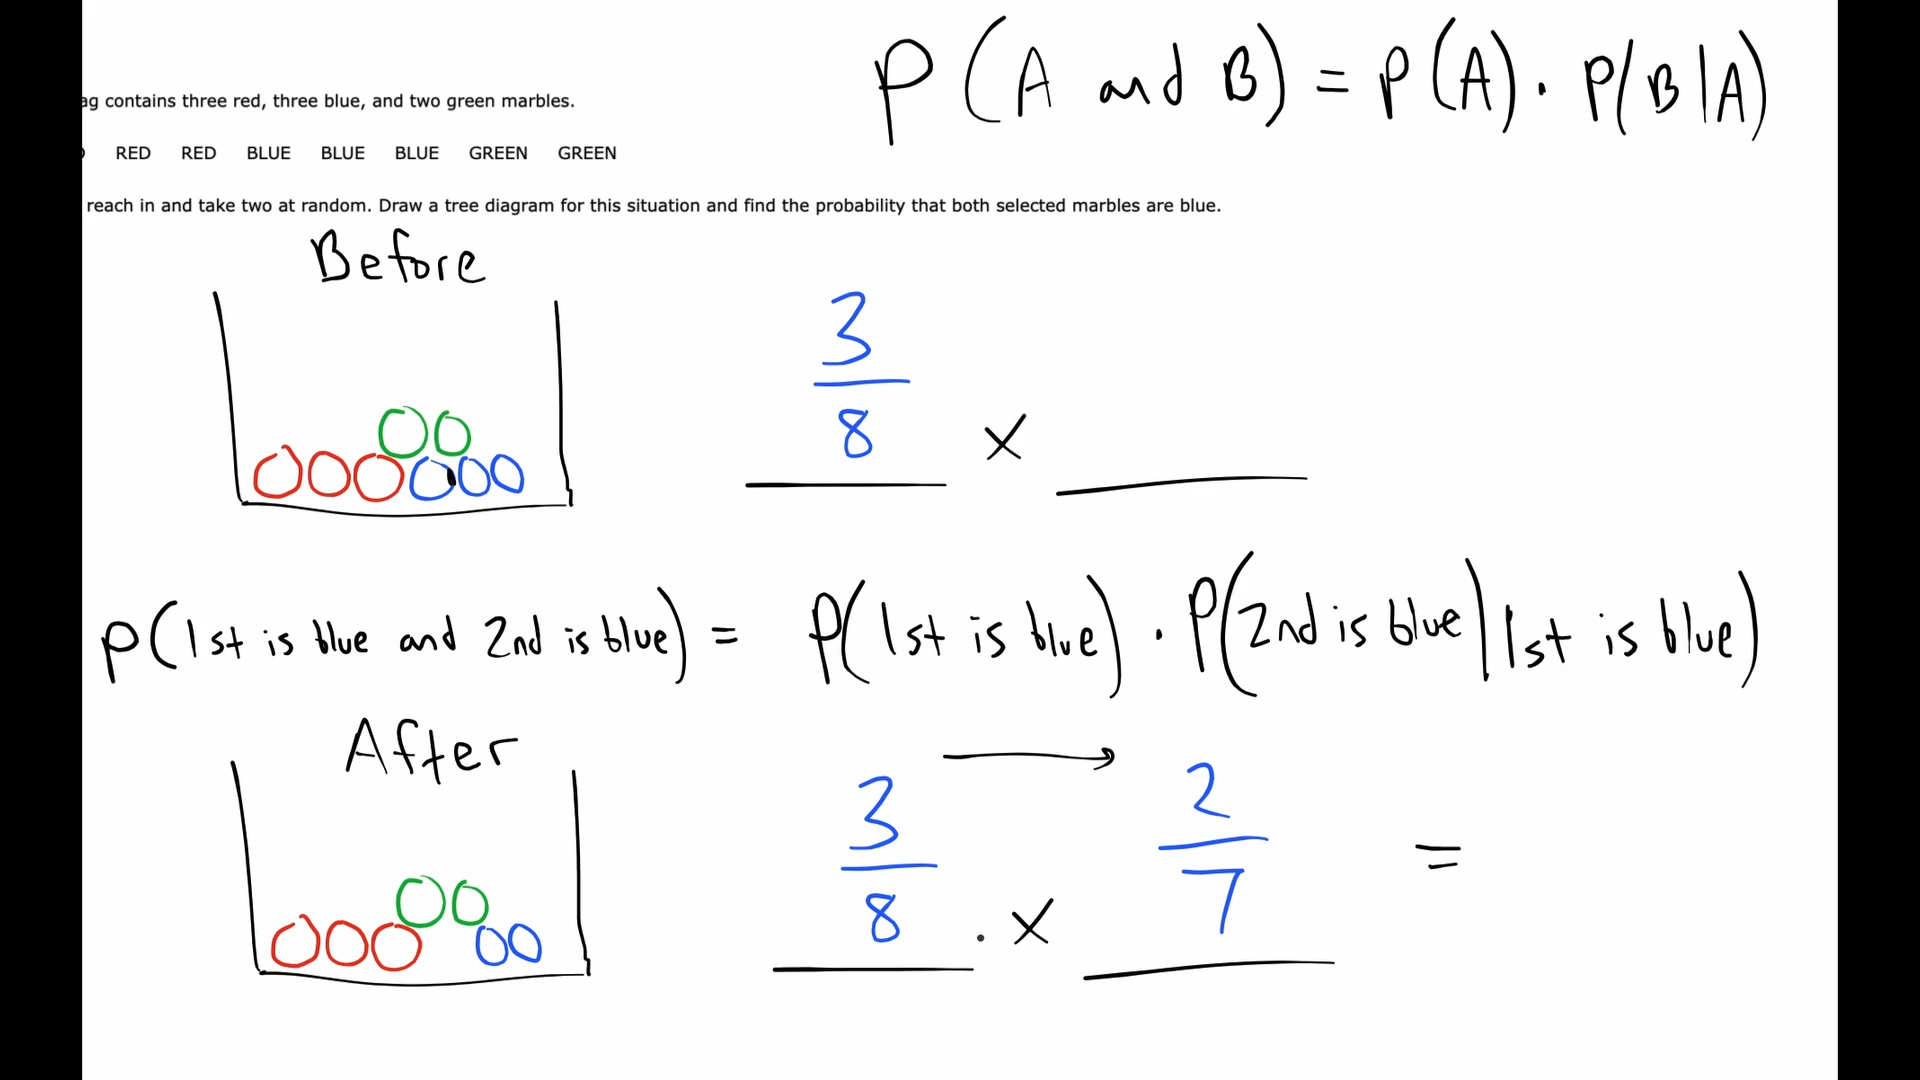 P(A and B) = P(A) · P(B|A)
ag contains three red, three blue, and two green marbles.
RED RED BLUE BLUE BLUE GREEN GREEN
reach in and take two at random. Draw a tree diagram for this situation and find the probability that both selected marbles are blue.
Before
3
8
×
P(1st is blue and 2nd is blue) = P(1st is blue) · P(2nd is blue|1st is blue)
After
3 2
8 × 7 =